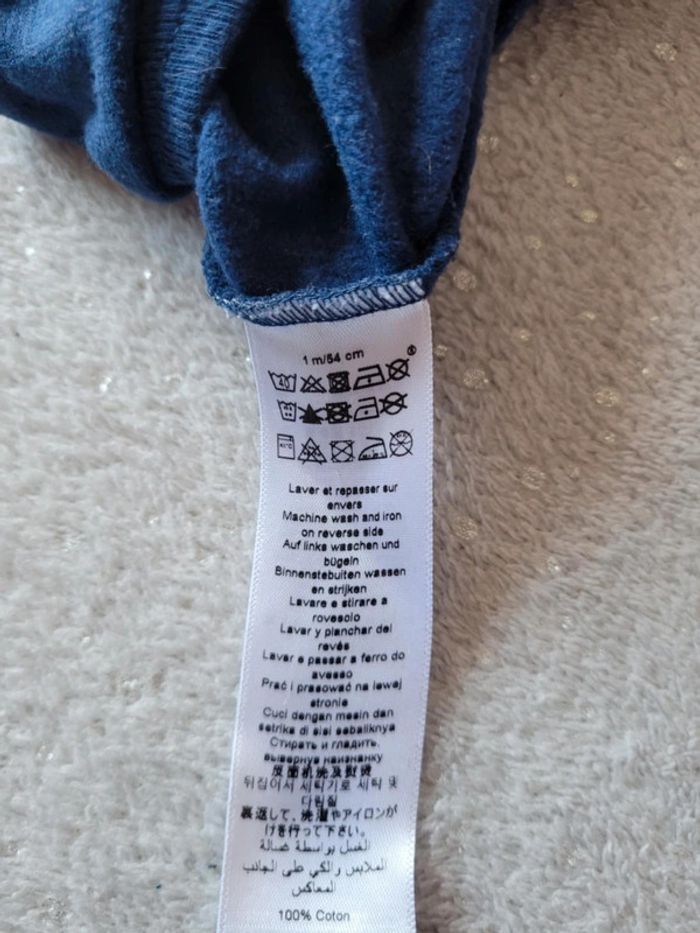 1 m/54 cm
®
40
Laver et repasser sur
envers
Machine wash and iron
on reverse side
Auf links waschen und
bügeln
Binnenstebuiten wassen
en strijken
Lavare e stirare a
rovesolo
Lavar y planchar del
revés
Lavar e passar a ferro do
avesso
Prać i prasować na lewej
stronie
Cuci dengan mesin dan
setrika di sisi sebaliknya
Стирать и гладить,
вывернув наизнанку
反面机洗及熨烫
뒤집어서 세탁기로 세탁 및
다림질
裏返して、洗濯やアイロンが
けを行って下さい。
الغسل بواسطة غسالة
الملابس والكي على الجانب
المعاكس
100% Coton